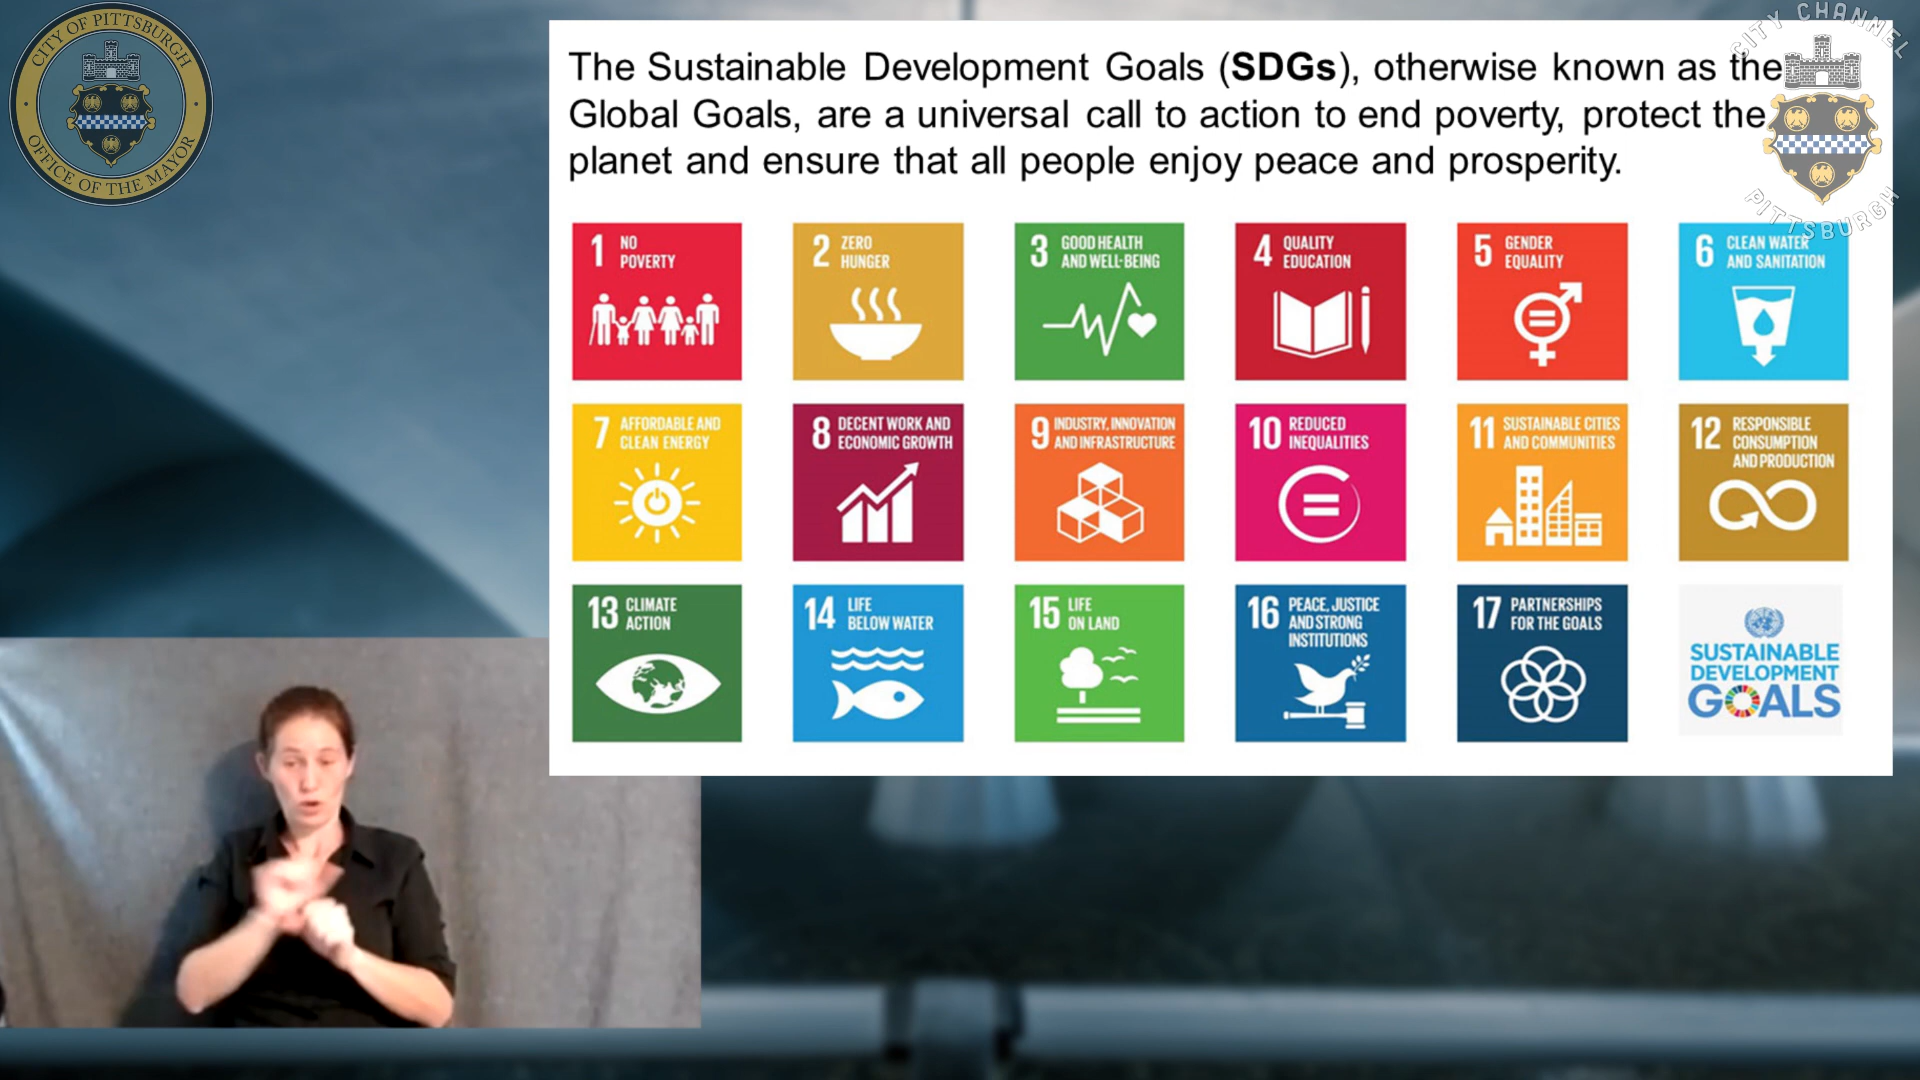 CITY OF PITTSBURGH
OFFICE OF THE MAYOR
CITY CHANNEL
PITTSBURGH
The Sustainable Development Goals (SDGs), otherwise known as the
Global Goals, are a universal call to action to end poverty, protect the
planet and ensure that all people enjoy peace and prosperity.
1 NO
POVERTY
2 ZERO
HUNGER
3 GOOD HEALTH
AND WELL-BEING
4 QUALITY
EDUCATION
5 GENDER
EQUALITY
6 CLEAN WATER
AND SANITATION
7 AFFORDABLE AND
CLEAN ENERGY
8 DECENT WORK AND
ECONOMIC GROWTH
9 INDUSTRY, INNOVATION
AND INFRASTRUCTURE
10 REDUCED
INEQUALITIES
11 SUSTAINABLE CITIES
AND COMMUNITIES
12 RESPONSIBLE
CONSUMPTION
AND PRODUCTION
13 CLIMATE
ACTION
14 LIFE
BELOW WATER
15 LIFE
ON LAND
16 PEACE, JUSTICE
AND STRONG
INSTITUTIONS
17 PARTNERSHIPS
FOR THE GOALS
SUSTAINABLE
DEVELOPMENT
GOALS